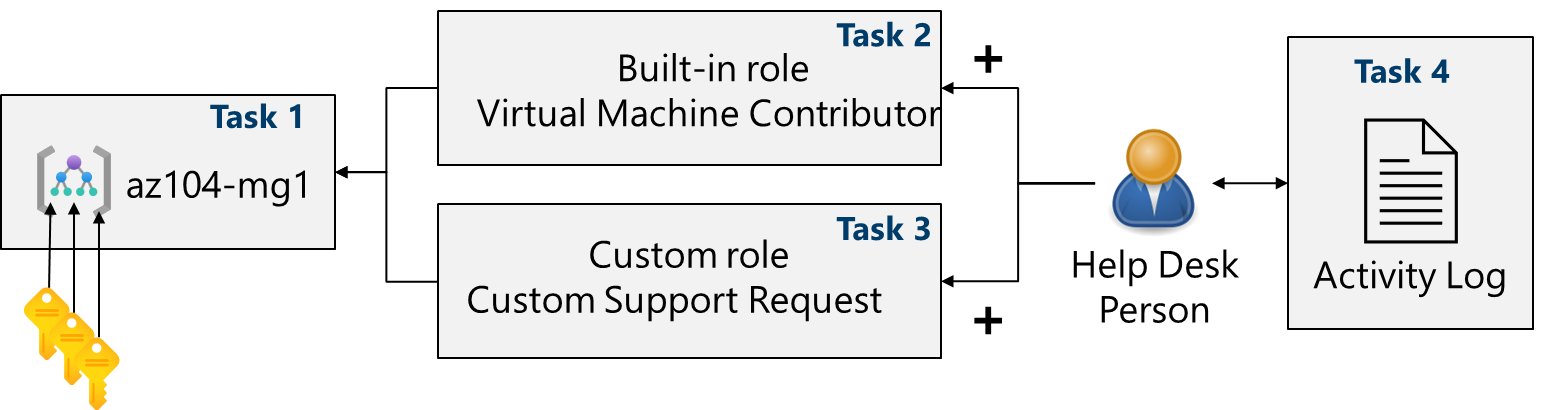 Task 1
az104-mg1
Task 2
Built-in role
Virtual Machine Contributor
Task 3
Custom role
Custom Support Request
+
+
Help Desk
Person
Task 4
Activity Log